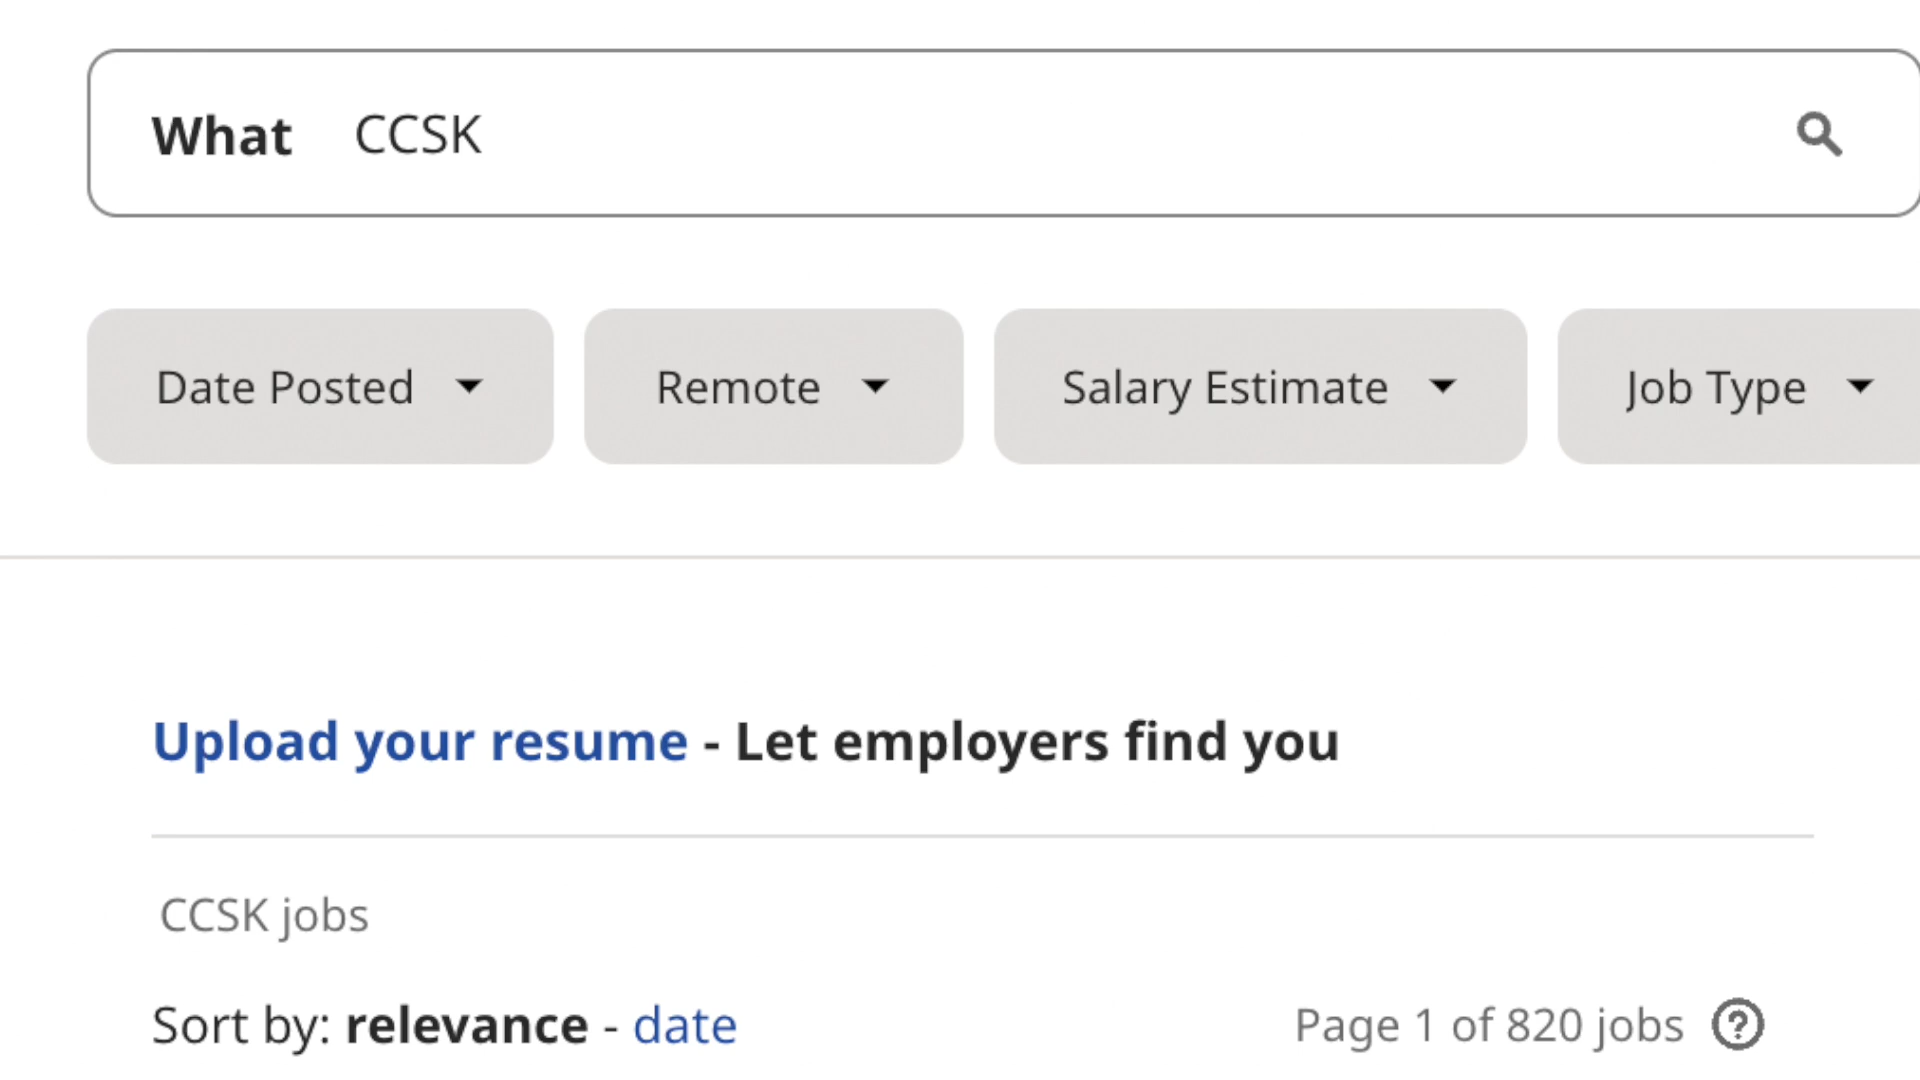 What CCSK
Date Posted Remote Salary Estimate Job Type
Upload your resume - Let employers find you
CCSK jobs
Sort by: relevance - date Page 1 of 820 jobs ?